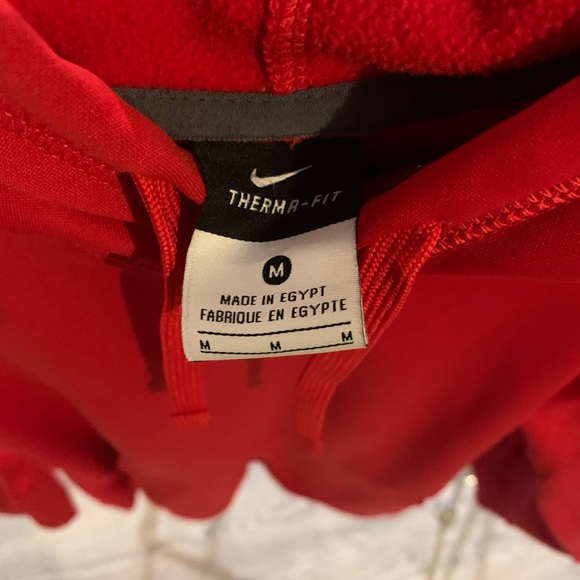 THERMA-FIT
M
MADE IN EGYPT
FABRIQUE EN EGYPTE
M M M